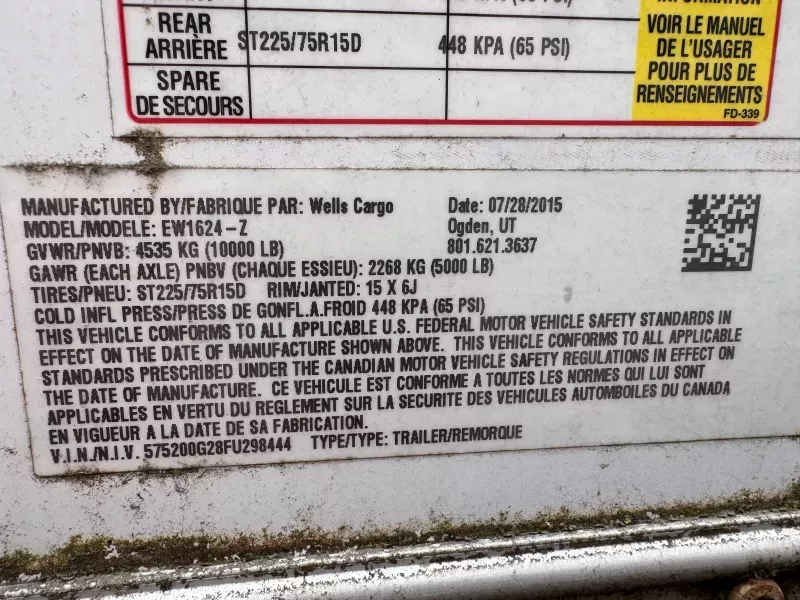 REAR
ARRIÈRE ST225/75R15D 448 KPA (65 PSI)
SPARE
DE SECOURS
INFORMATION
VOIR LE MANUEL
DE L'USAGER
POUR PLUS DE
RENSEIGNEMENTS
FD-339
MANUFACTURED BY/FABRIQUE PAR: Wells Cargo Date: 07/28/2015
MODEL/MODELE: EW1624-Z Ogden, UT
GVWR/PNVB: 4535 KG (10000 LB) 801.621.3637
GAWR (EACH AXLE) PNBV (CHAQUE ESSIEU): 2268 KG (5000 LB)
TIRES/PNEU: ST225/75R15D RIM/JANTED: 15 X 6J
COLD INFL PRESS/PRESS DE GONFL.A.FROID 448 KPA (65 PSI)
THIS VEHICLE CONFORMS TO ALL APPLICABLE U.S. FEDERAL MOTOR VEHICLE SAFETY STANDARDS IN
EFFECT ON THE DATE OF MANUFACTURE SHOWN ABOVE. THIS VEHICLE CONFORMS TO ALL APPLICABLE
STANDARDS PRESCRIBED UNDER THE CANADIAN MOTOR VEHICLE SAFETY REGULATIONS IN EFFECT ON
THE DATE OF MANUFACTURE. CE VEHICULE EST CONFORME A TOUTES LES NORMES QUI LUI SONT
APPLICABLES EN VERTU DU REGLEMENT SUR LA SECURITE DES VEHICULES AUTOMBOILES DU CANADA
EN VIGUEUR A LA DATE DE SA FABRICATION.
V.I.N./N.I.V. 575200G28FU298444 TYPE/TYPE: TRAILER/REMORQUE